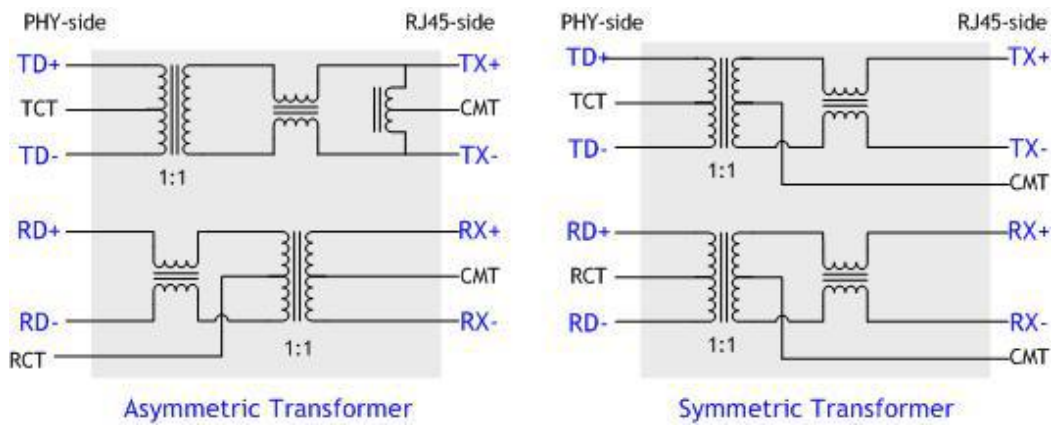 PHY-side
RJ45-side
TD+
TX+
TCT
CMT
TD-
TX-
1:1
RD+
RX+
CMT
RD-
RX-
RCT
1:1
Asymmetric Transformer
PHY-side
RJ45-side
TD+
TX+
TCT
TD-
TX-
1:1
CMT
RD+
RX+
RCT
RD-
RX-
1:1
CMT
Symmetric Transformer